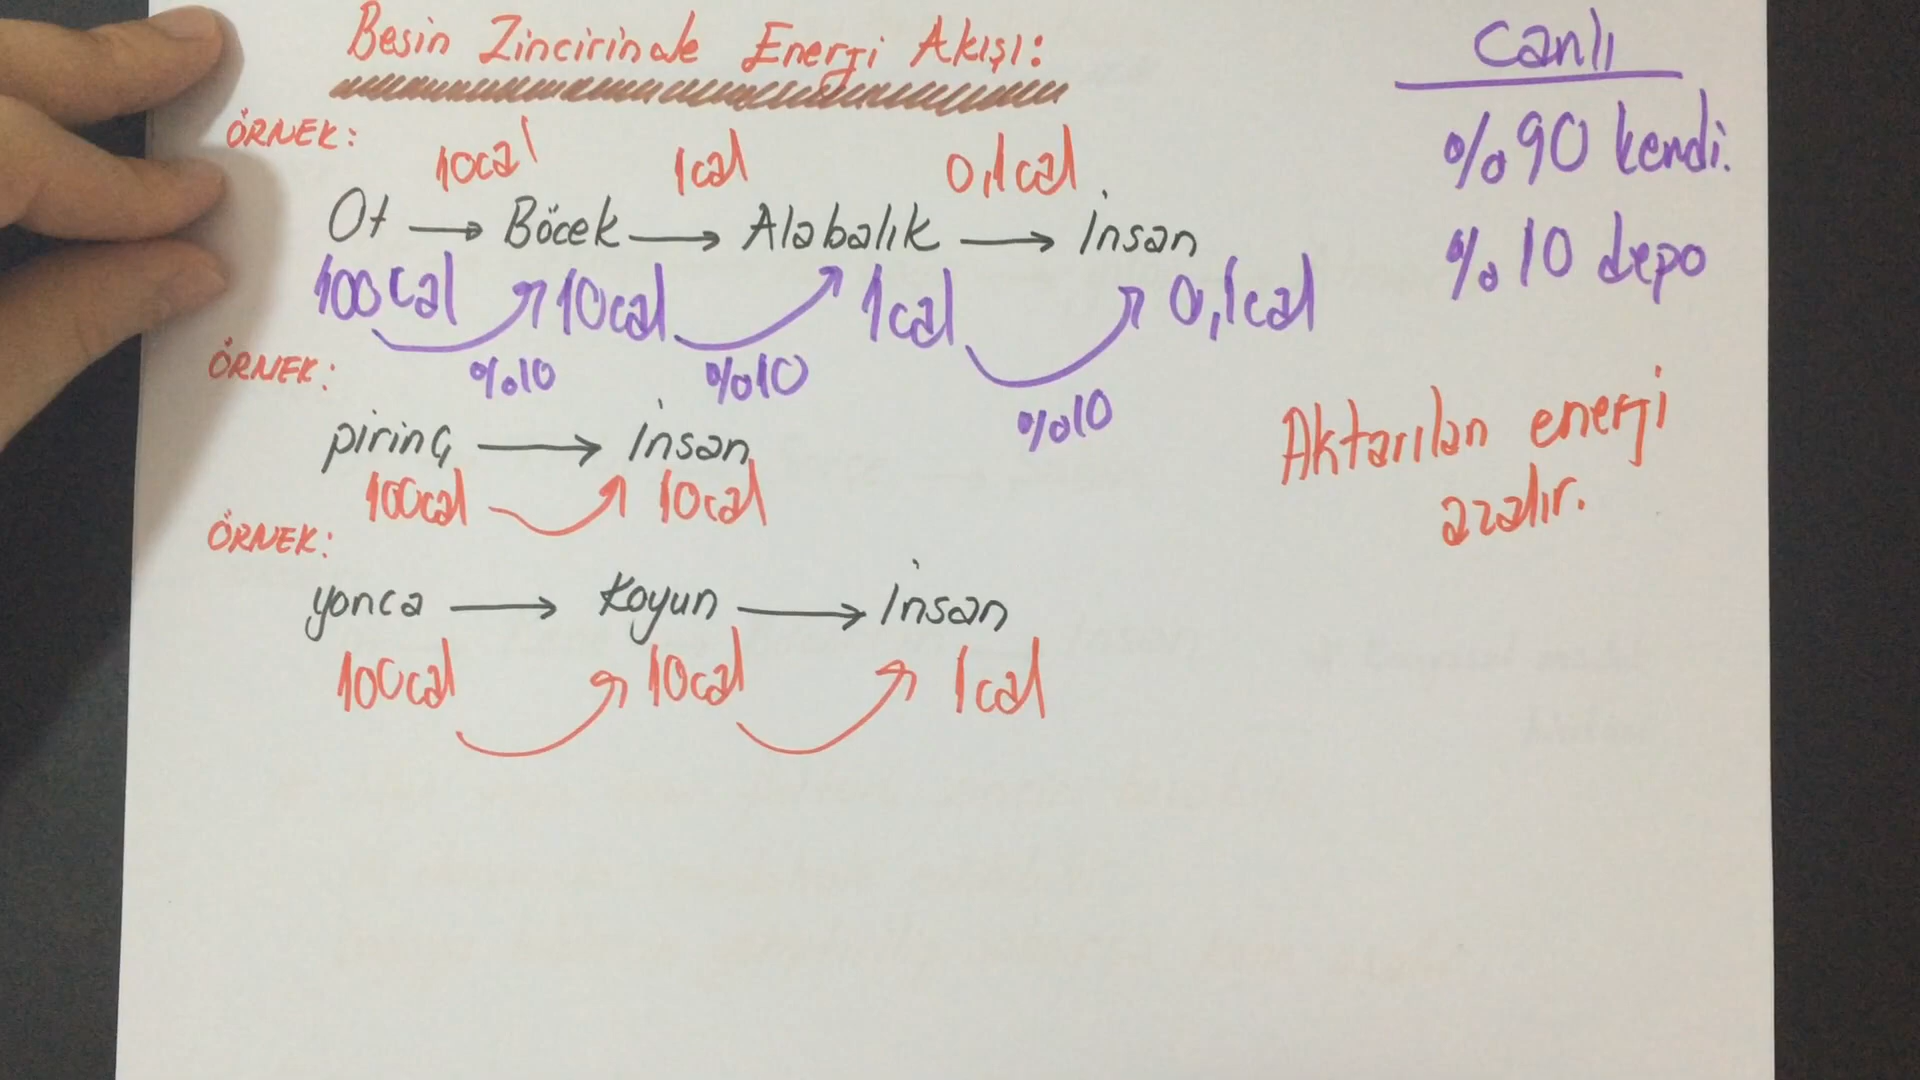 Besin Zincirinde Enerji Akışı:
ÖRNEK:
10cal 1cal 0,1cal
Ot → Böcek → Alabalık → İnsan
100cal 10cal 1cal 0,1cal
%10 %10 %10
ÖRNEK:
pirinç → İnsan
100cal 10cal
ÖRNEK:
yonca → Koyun → İnsan
100cal 10cal 1cal
Canlı
%90 kendi.
%10 depo
Aktarılan enerji
azalır.